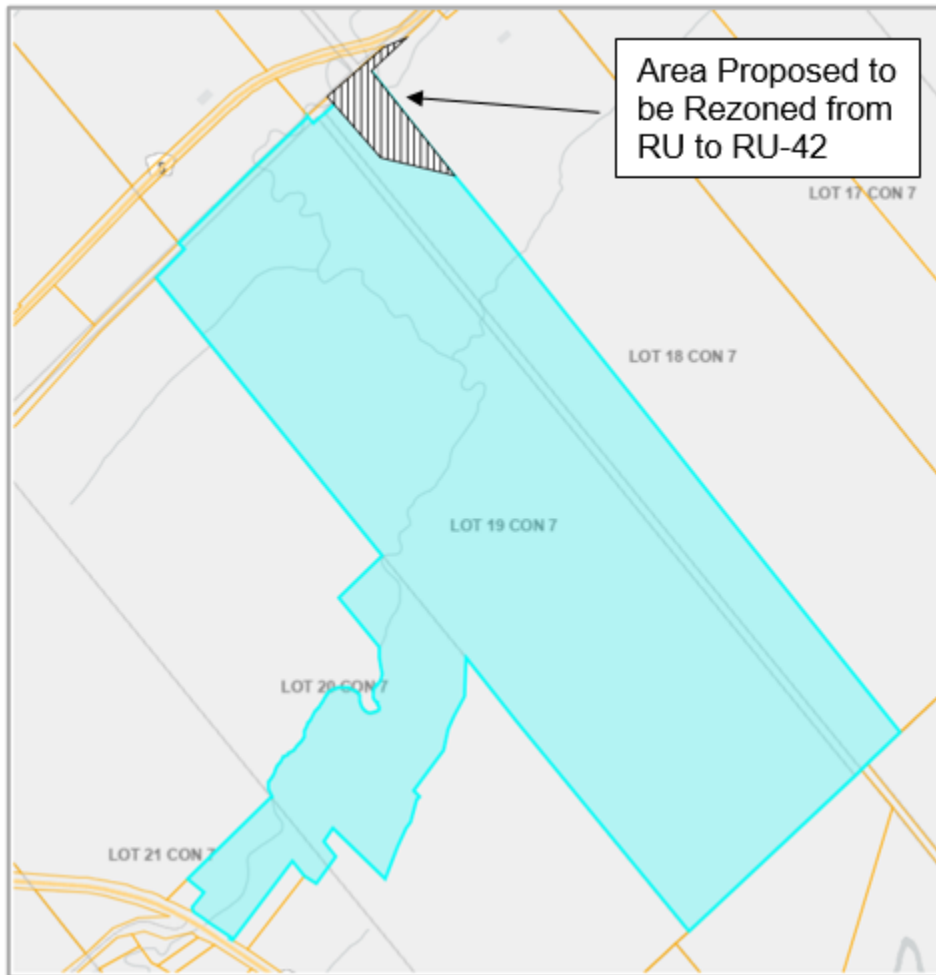 Area Proposed to
be Rezoned from
RU to RU-42
LOT 17 CON 7
LOT 18 CON 7
LOT 19 CON 7
LOT 20 CON 7
LOT 21 CON 7